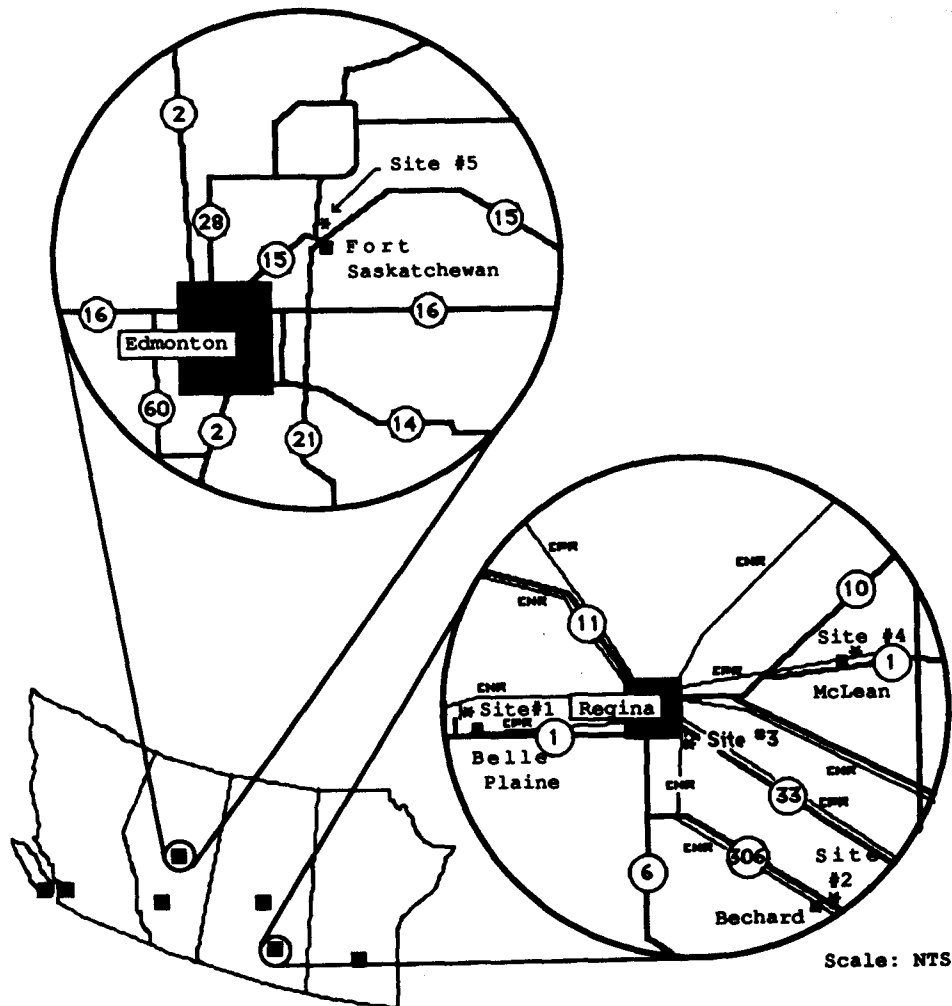 2
Site #5
28
15
15
Fort
Saskatchewan
16
16
Edmonton
60
2
21
14
CPR
CNR
CNR
10
11
Site #4
1
CPR
McLean
CNR
Site#1
Regina
CPR
1
Site #3
Belle
Plaine
CNR
CNR
33
CPR
306
Site
#2
CNR
6
Bechard
Scale: NTS